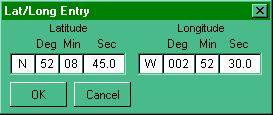 Lat/Long Entry
Latitude Longitude
Deg Min Sec Deg Min Sec
N 52 08 45.0 W 002 52 30.0
OK Cancel